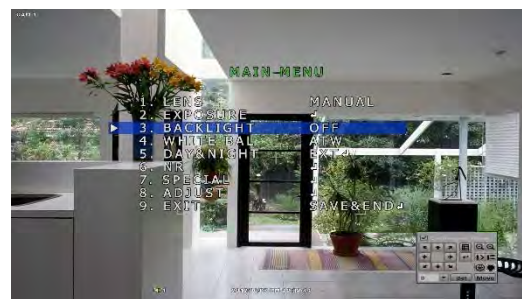 MAIN-MENU
1. LENS MANUAL
2. EXPOSURE ↲
3. BACKLIGHT OFF
4. WHITE BAL ATW
5. DAY&NIGHT EXT↲
6. NR ↲
7. SPECIAL ↲
8. ADJUST ↲
9. EXIT SAVE&END↲